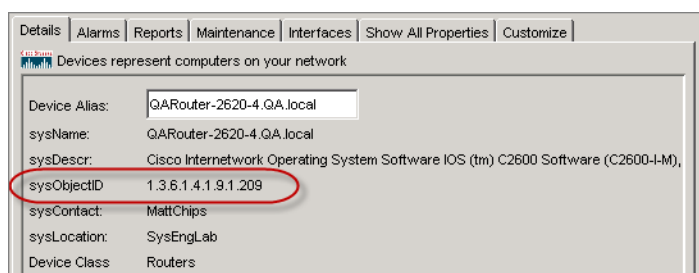 Details Alarms Reports Maintenance Interfaces Show All Properties Customize
Devices represent computers on your network
Device Alias: QARouter-2620-4.QA.local
sysName: QARouter-2620-4.QA.local
sysDescr: Cisco Internetwork Operating System Software IOS (tm) C2600 Software (C2600-I-M),
sysObjectID 1.3.6.1.4.1.9.1.209
sysContact: MattChips
sysLocation: SysEngLab
Device Class Routers